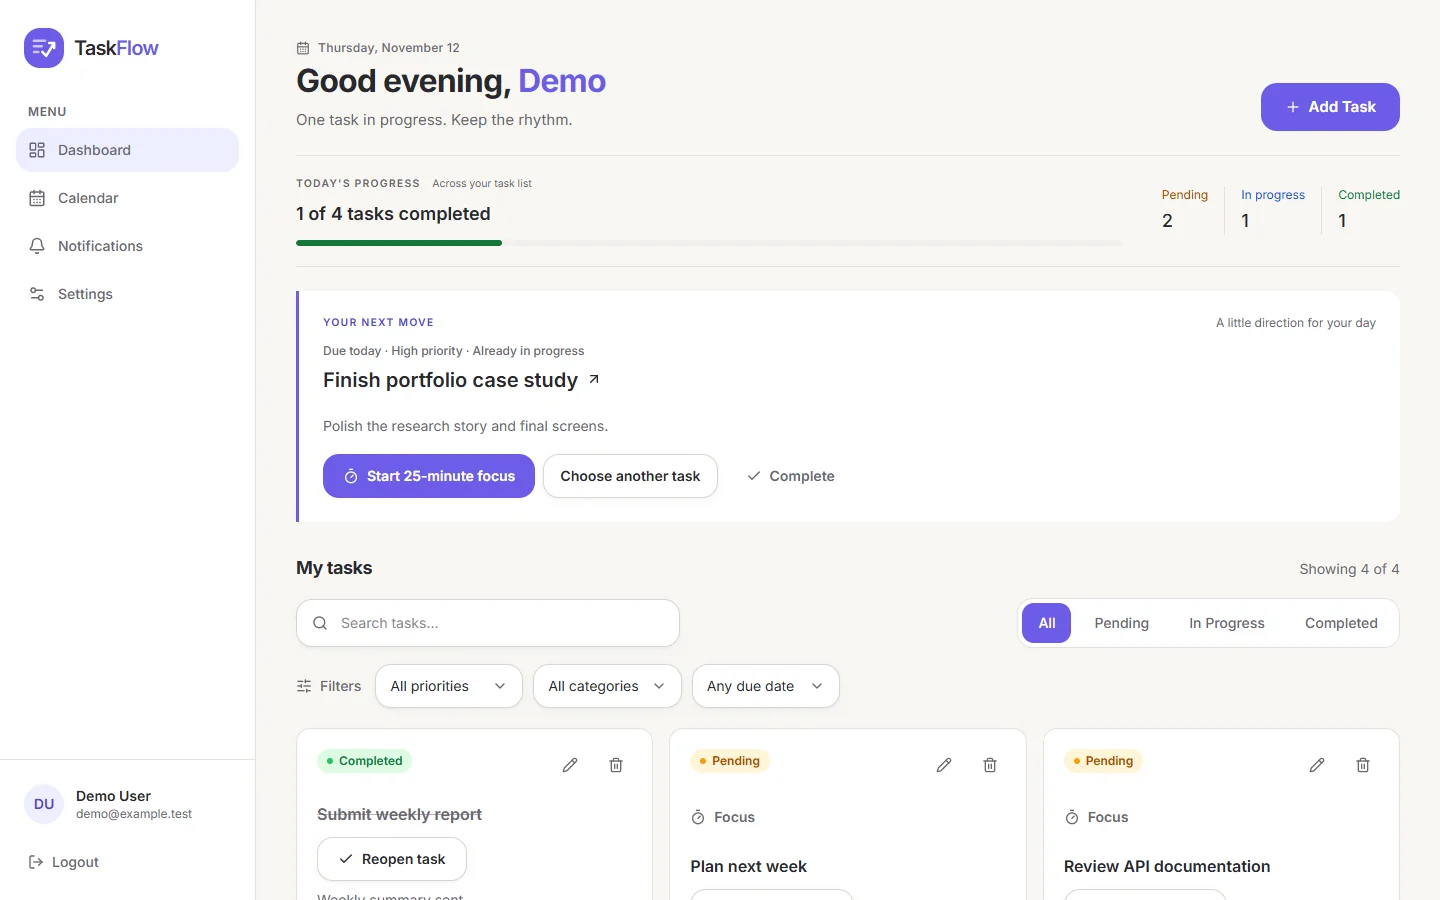 TaskFlow
MENU
Dashboard
Calendar
Notifications
Settings
DU
Demo User
demo@example.test
Logout
Thursday, November 12
Good evening, Demo
One task in progress. Keep the rhythm.
+ Add Task
TODAY'S PROGRESS Across your task list
1 of 4 tasks completed
Pending
2
In progress
1
Completed
1
YOUR NEXT MOVE
A little direction for your day
Due today · High priority · Already in progress
Finish portfolio case study
Polish the research story and final screens.
Start 25-minute focus
Choose another task
Complete
My tasks
Showing 4 of 4
Search tasks...
All
Pending
In Progress
Completed
Filters
All priorities
All categories
Any due date
Completed
Submit weekly report
Reopen task
Weekly summary sent
Pending
Focus
Plan next week
Pending
Focus
Review API documentation